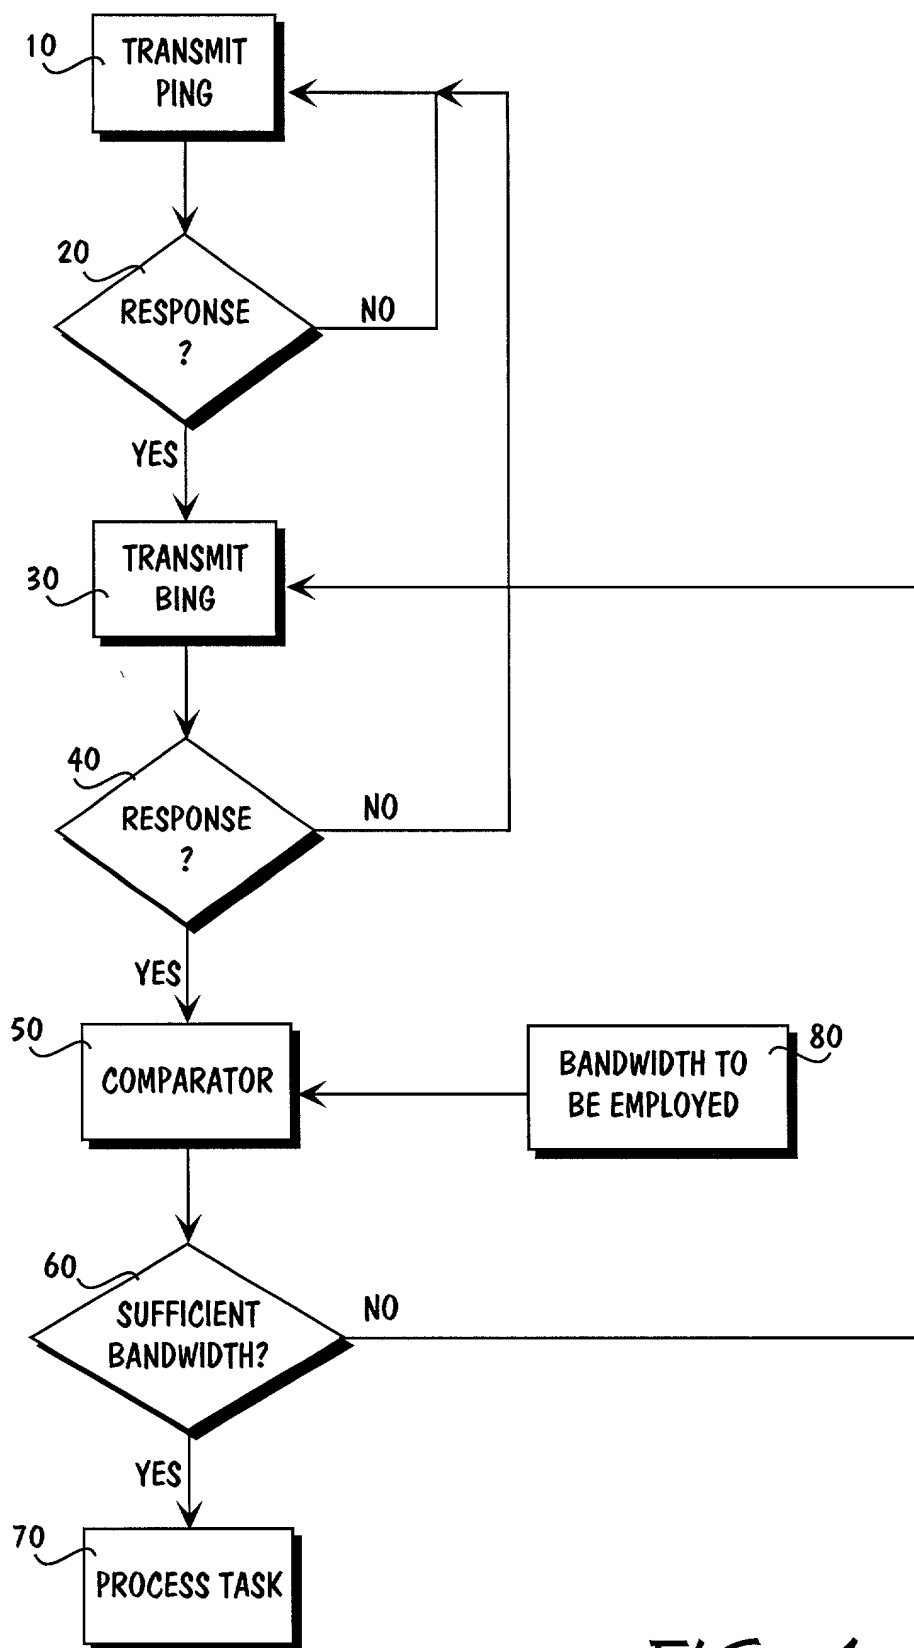 10
TRANSMIT
PING
20
RESPONSE
?
NO
YES
30
TRANSMIT
BING
40
RESPONSE
?
NO
YES
50
COMPARATOR
80
BANDWIDTH TO
BE EMPLOYED
60
SUFFICIENT
BANDWIDTH?
NO
YES
70
PROCESS TASK